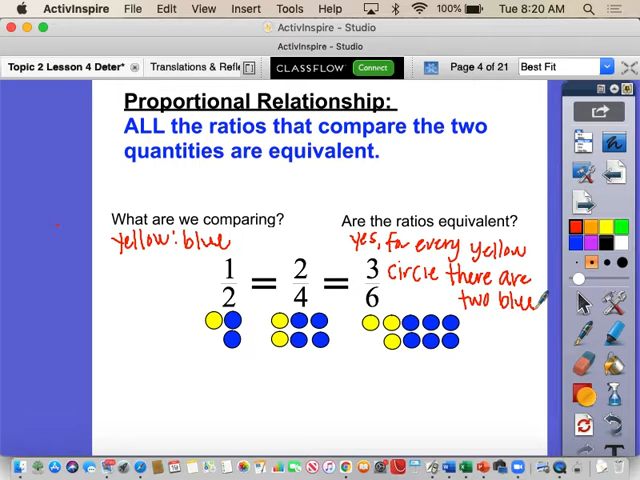 ActivInspire File Edit View Insert Tools Help 100% Tue 8:20 AM
ActivInspire - Studio
ActivInspire - Studio
Topic 2 Lesson 4 Deter* Translations & Refle CLASSFLOW Connect Page 4 of 21 Best Fit
Proportional Relationship:
ALL the ratios that compare the two
quantities are equivalent.
What are we comparing? Are the ratios equivalent?
yellow: blue
yes, for every yellow
circle there are
two blue
1/2 = 2/4 = 3/6